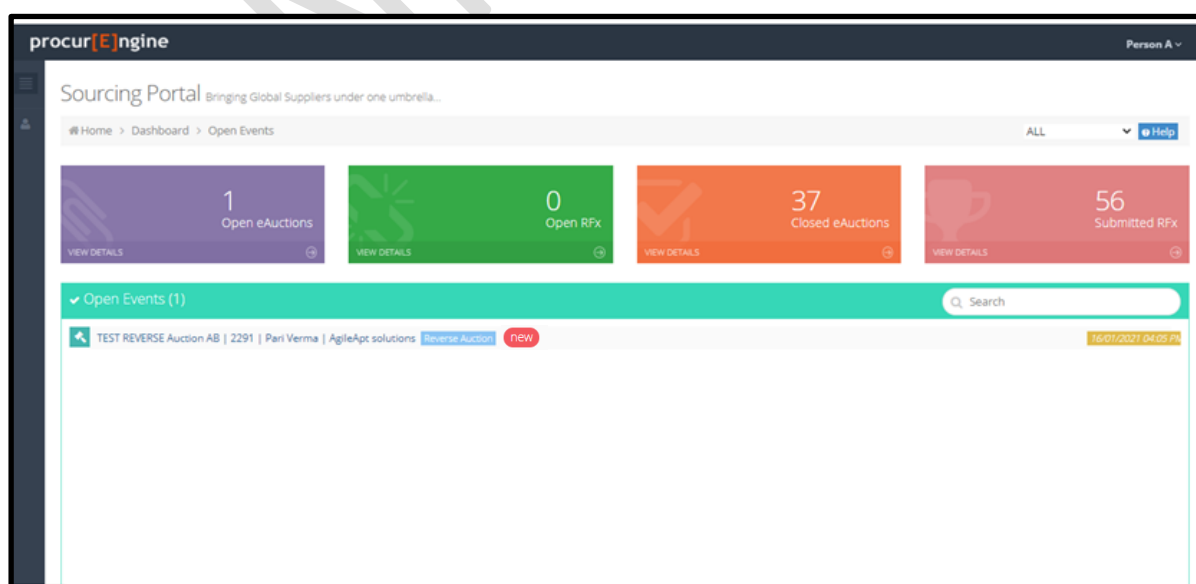 procur[E]ngine
Person A
Sourcing Portal Bringing Global Suppliers under one umbrella...
Home > Dashboard > Open Events
ALL
Help
1
Open eAuctions
VIEW DETAILS
0
Open RFx
VIEW DETAILS
37
Closed eAuctions
VIEW DETAILS
56
Submitted RFx
VIEW DETAILS
Open Events (1)
Search
TEST REVERSE Auction AB | 2291 | Pari Verma | AgileApt solutions Reverse Auction new
16/01/2021 04:05 PM